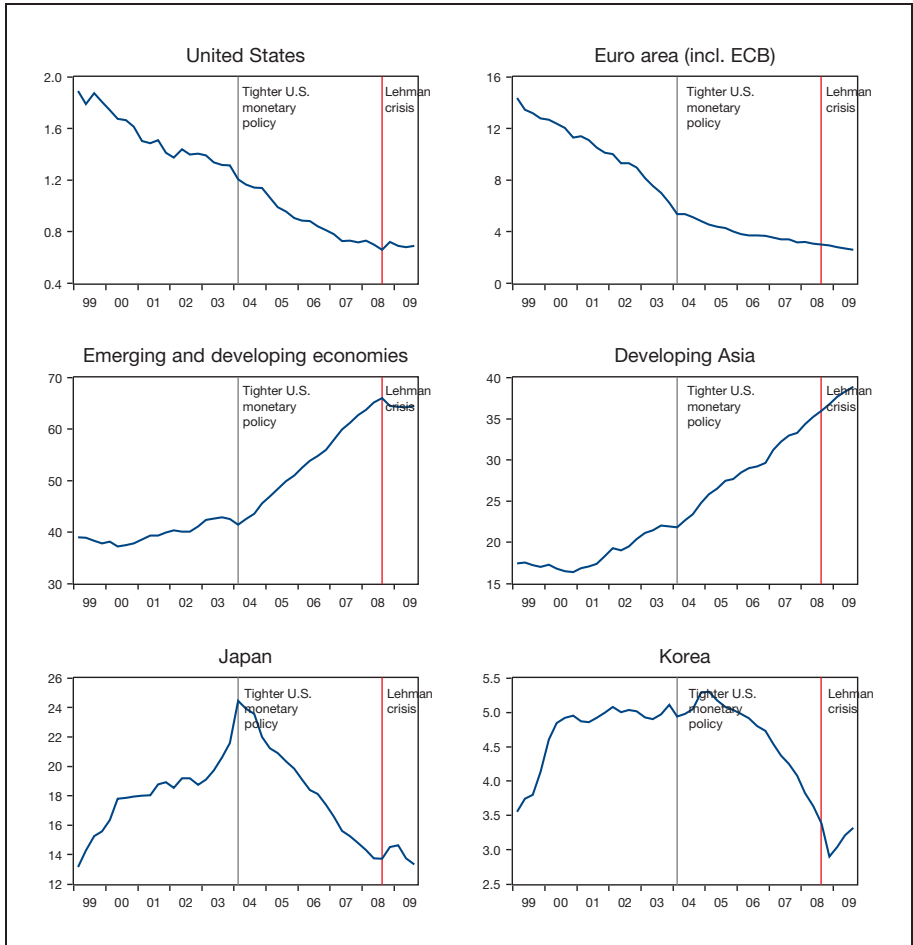 United States
2.0
1.6
1.2
0.8
0.4
Tighter U.S.
monetary
policy
Lehman
crisis
99 00 01 02 03 04 05 06 07 08 09
Euro area (incl. ECB)
16
12
8
4
0
Tighter U.S.
monetary
policy
Lehman
crisis
99 00 01 02 03 04 05 06 07 08 09
Emerging and developing economies
70
60
50
40
30
Tighter U.S.
monetary
policy
Lehman
crisis
99 00 01 02 03 04 05 06 07 08 09
Developing Asia
40
35
30
25
20
15
Tighter U.S.
monetary
policy
Lehman
crisis
99 00 01 02 03 04 05 06 07 08 09
Japan
26
24
22
20
18
16
14
12
Tighter U.S.
monetary
policy
Lehman
crisis
99 00 01 02 03 04 05 06 07 08 09
Korea
5.5
5.0
4.5
4.0
3.5
3.0
2.5
Tighter U.S.
monetary
policy
Lehman
crisis
99 00 01 02 03 04 05 06 07 08 09